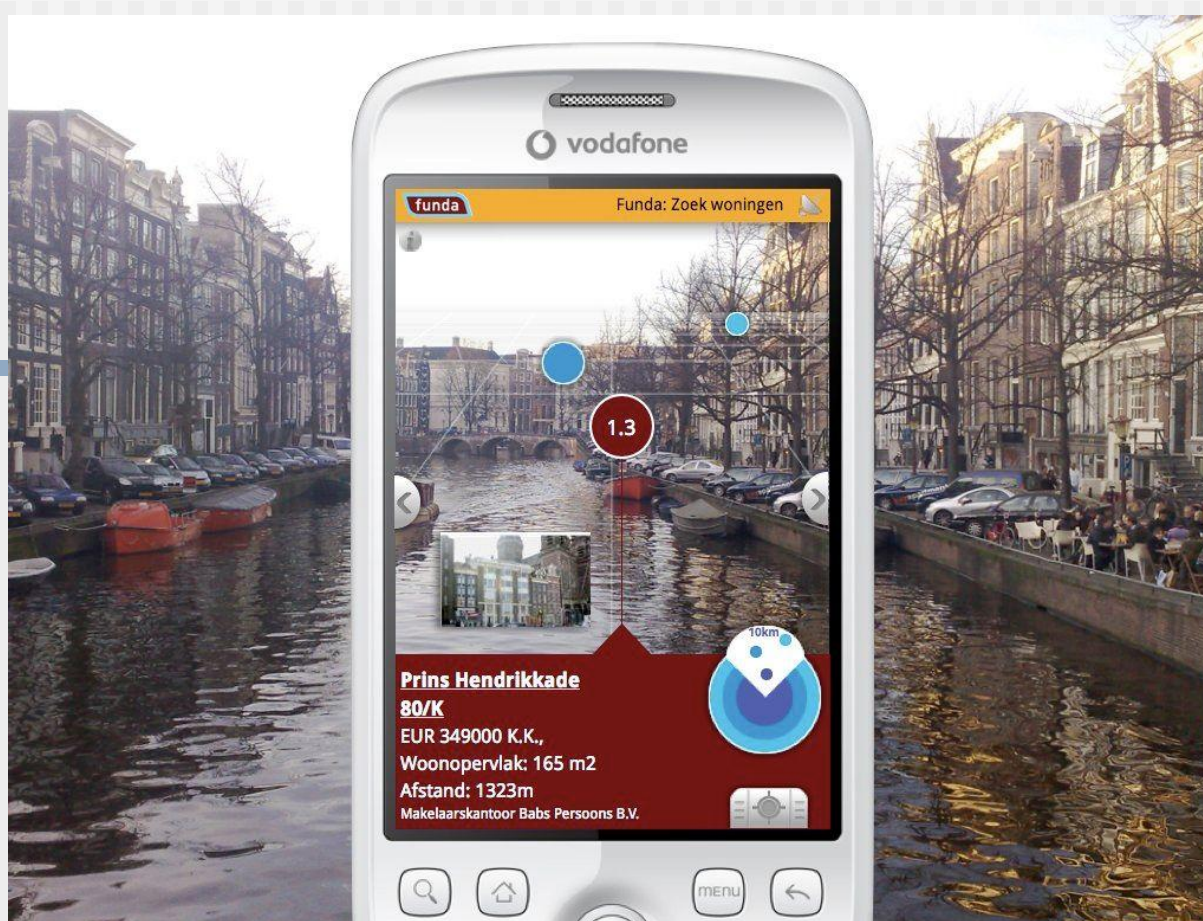 vodafone
funda
Funda: Zoek woningen
i
1.3
10km
Prins Hendrikkade
80/K
EUR 349000 K.K.,
Woonopervlak: 165 m2
Afstand: 1323m
Makelaarskantoor Babs Persoons B.V.
MENU